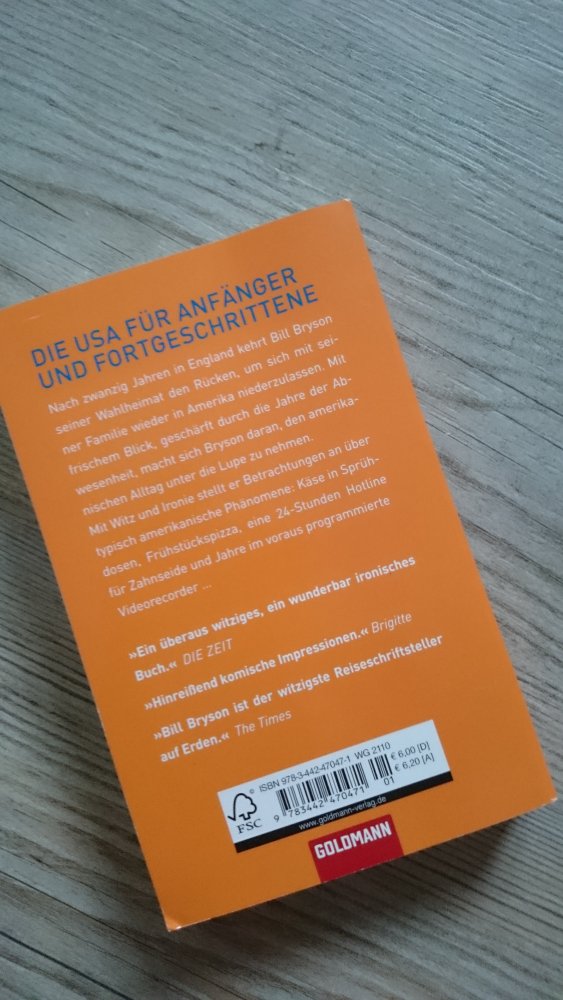 DIE USA FÜR ANFÄNGER
UND FORTGESCHRITTENE
Nach zwanzig Jahren in England kehrt Bill Bryson
seiner Wahlheimat den Rücken, um sich mit sei-
ner Familie wieder in Amerika niederzulassen. Mit
frischem Blick, geschärft durch die Jahre der Ab-
wesenheit, macht sich Bryson daran, den amerika-
nischen Alltag unter die Lupe zu nehmen.
Mit Witz und Ironie stellt er Betrachtungen an über
typisch amerikanische Phänomene: Käse in Sprüh-
dosen, Frühstückspizza, eine 24-Stunden Hotline
für Zahnseide und Jahre im voraus programmierte
Videorecorder ...
»Ein überaus witziges, ein wunderbar ironisches
Buch.« DIE ZEIT
»Hinreißend komische Impressionen.« Brigitte
»Bill Bryson ist der witzigste Reiseschriftsteller
auf Erden.« The Times
ISBN 978-3-442-47047-1 WG 2110
€ 6,00 [D]
€ 6,20 [A]
01
9 783442 470471
FSC
www.goldmann-verlag.de
GOLDMANN